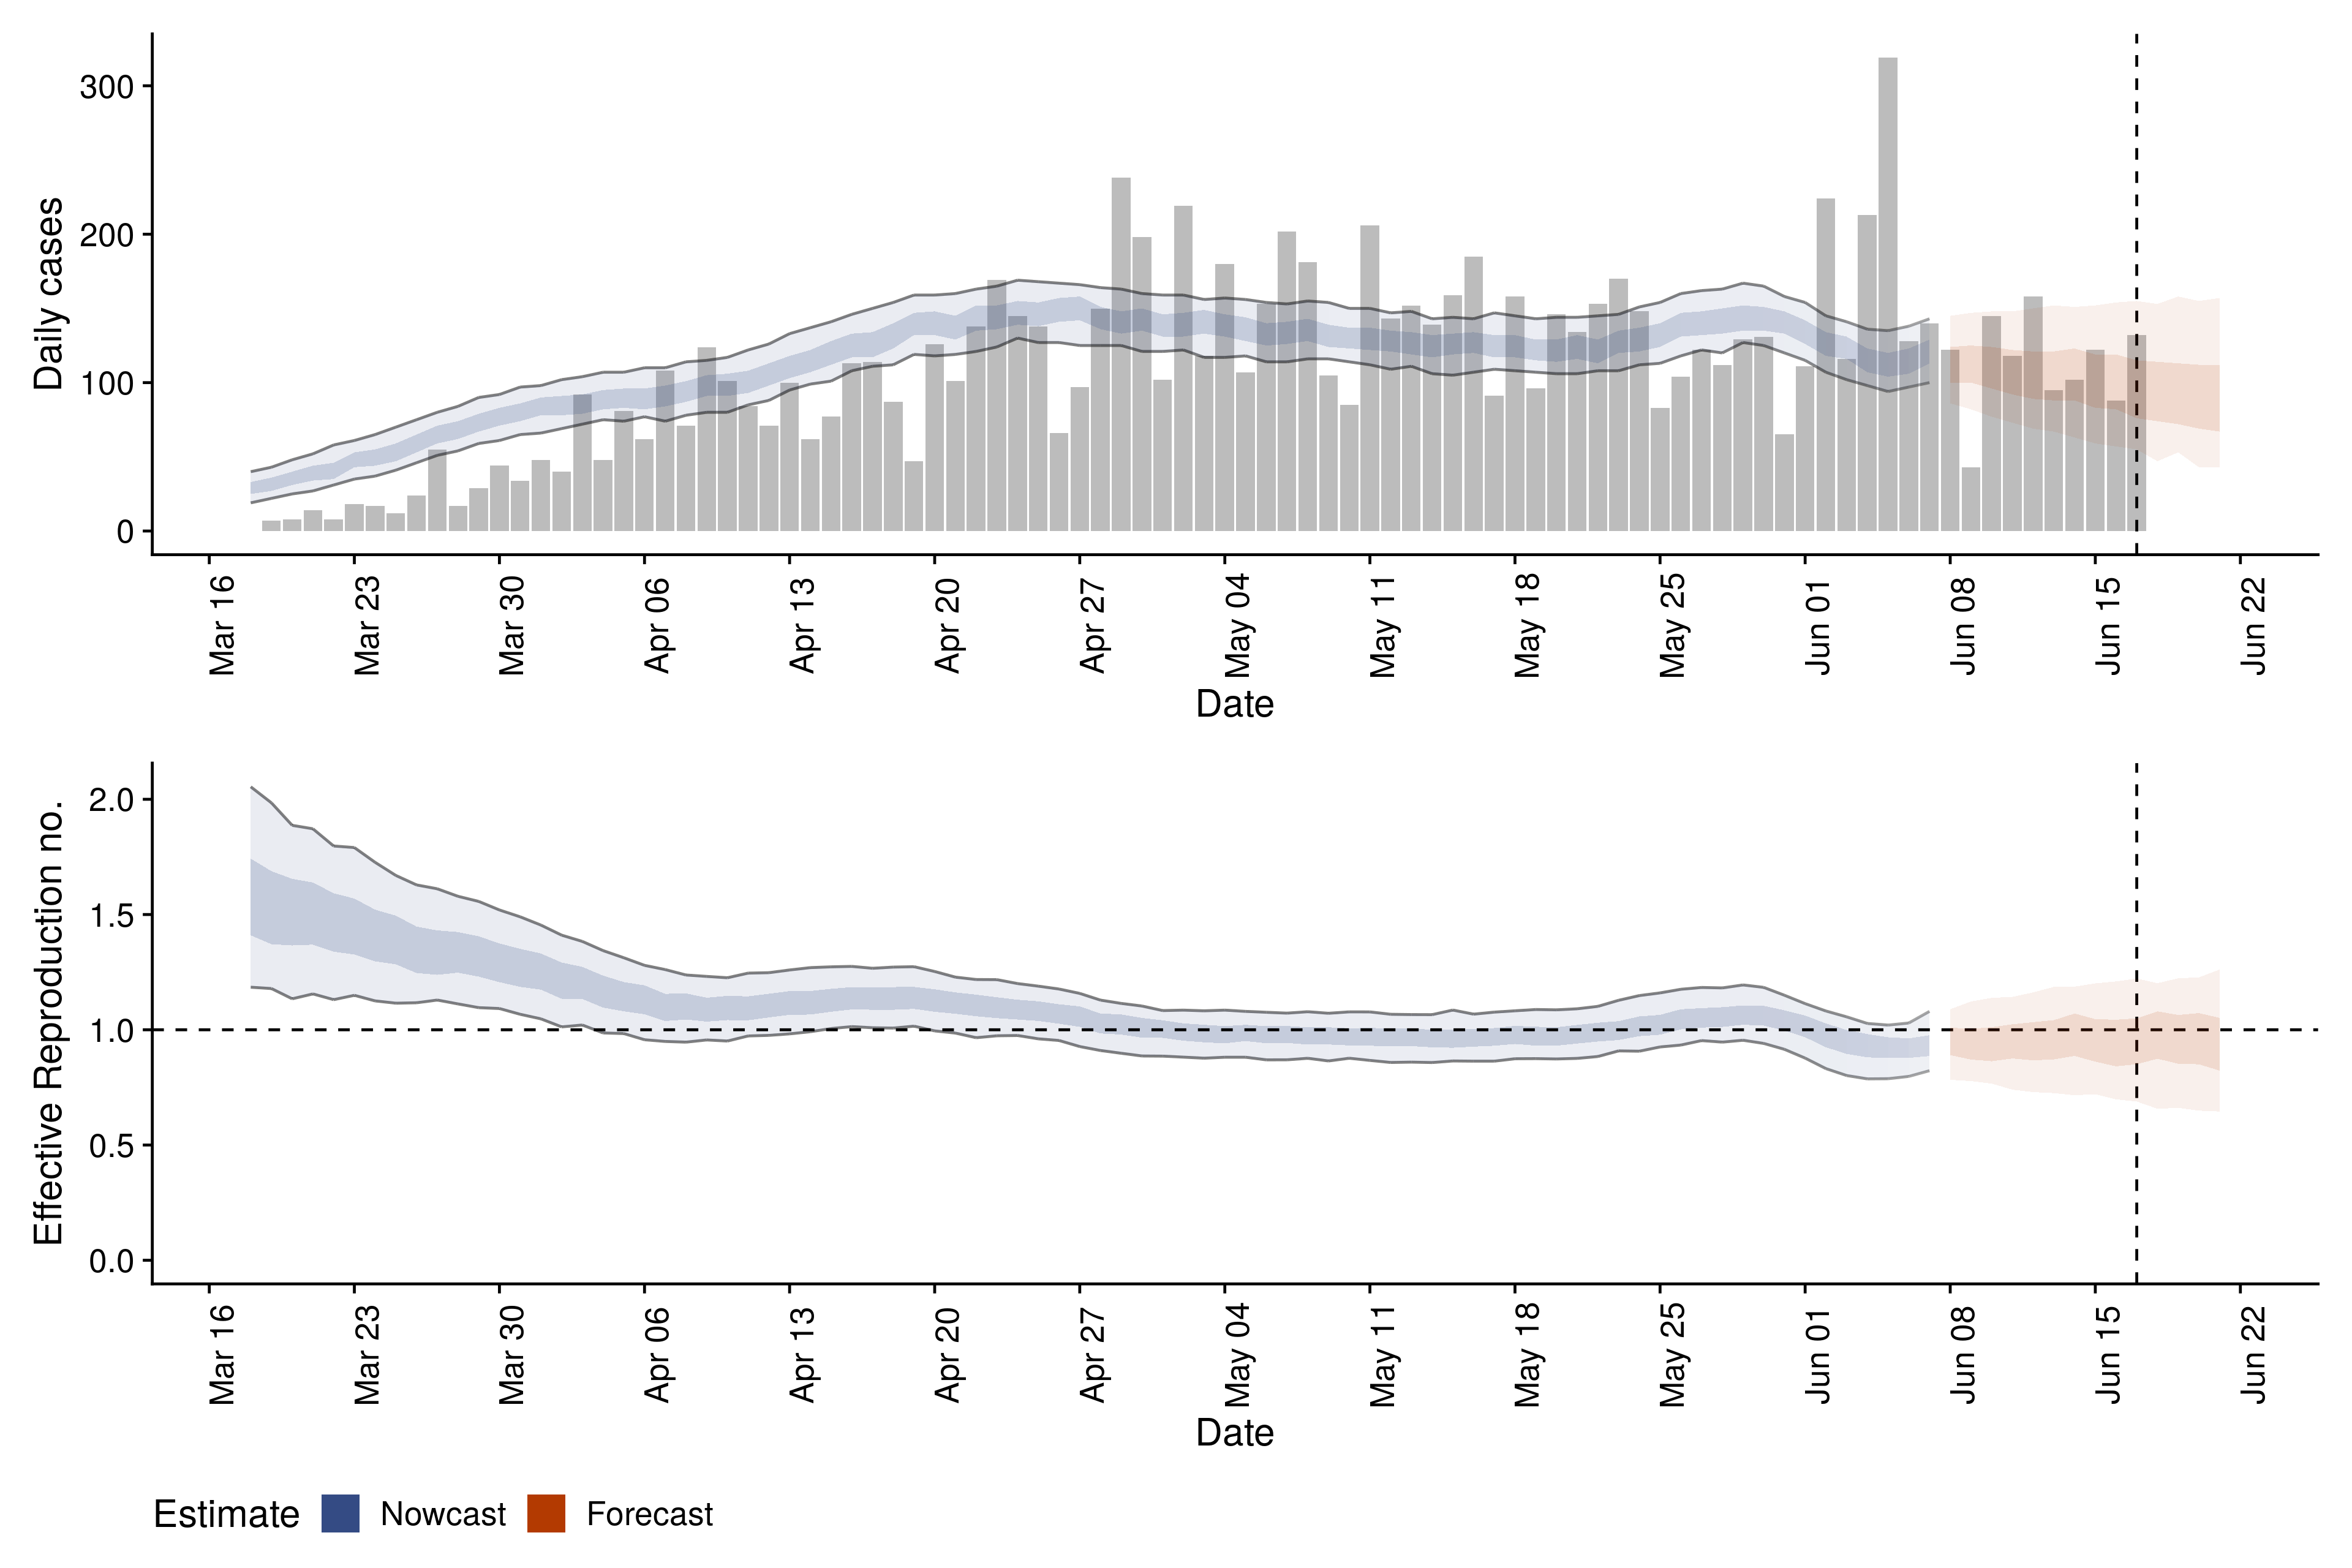 300
200
100
0
Daily cases
Mar 16
Mar 23
Mar 30
Apr 06
Apr 13
Apr 20
Apr 27
May 04
May 11
May 18
May 25
Jun 01
Jun 08
Jun 15
Jun 22
Date
2.0
1.5
1.0
0.5
0.0
Effective Reproduction no.
Mar 16
Mar 23
Mar 30
Apr 06
Apr 13
Apr 20
Apr 27
May 04
May 11
May 18
May 25
Jun 01
Jun 08
Jun 15
Jun 22
Date
Estimate Nowcast Forecast